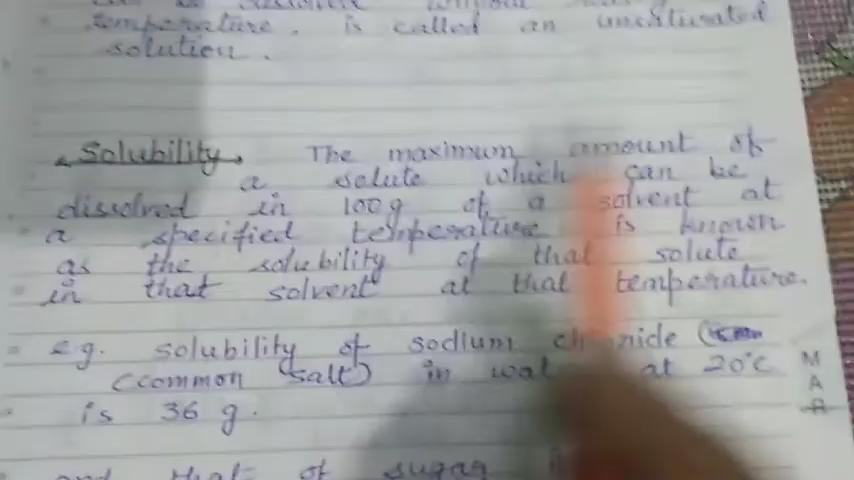 temperature, is called an unsaturated
solution.
Solubility The maximum amount of
a solute which can be
dissolved in 100g of a solvent at
a specified temperature is known
as the solubility of that solute
in that solvent at that temperature.
eg. solubility of sodium (
(common salt) in at 20°C
is 36 g.
and that of sugar
M
A